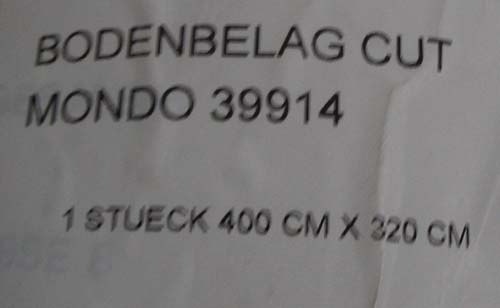 BODENBELAG CUT
MONDO 39914
1 STUECK 400 CM X 320 CM